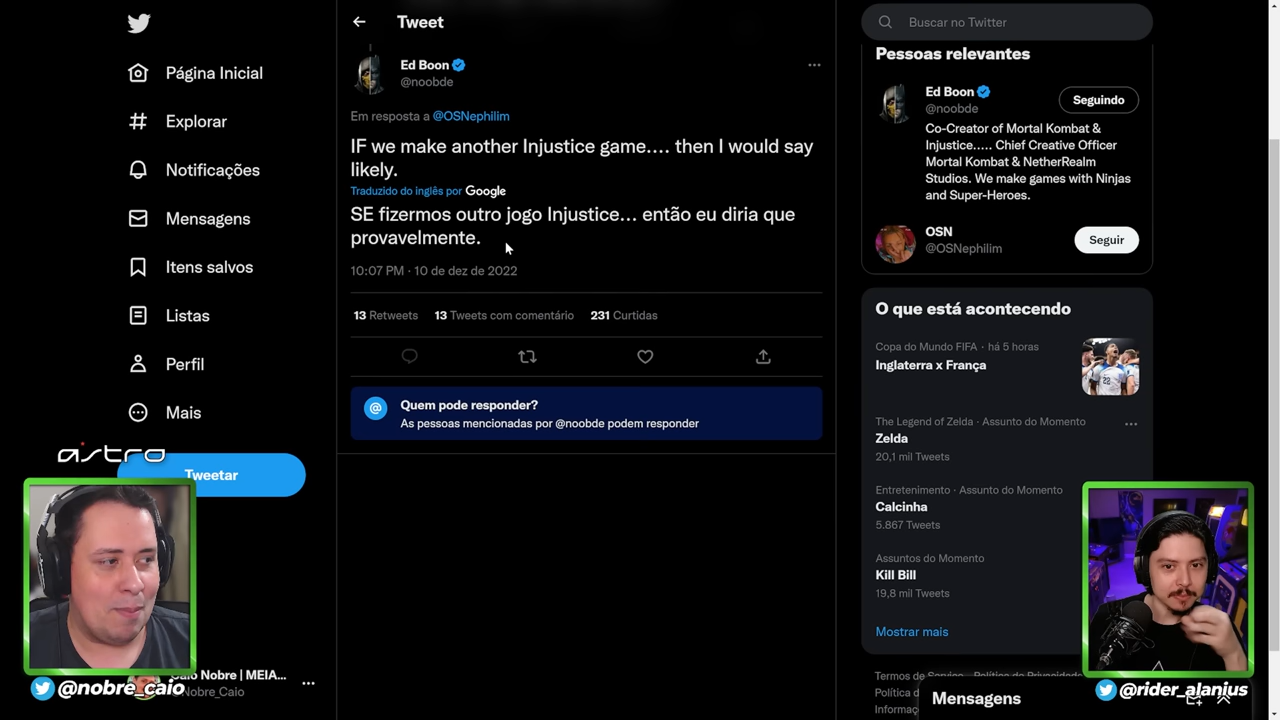 Página Inicial
Explorar
Notificações
Mensagens
Itens salvos
Listas
Perfil
Mais
astro
Tweetar
Caio Nobre | MEIA...
Nobre_Caio
@nobre_caio
Tweet
Ed Boon
@noobde
Em resposta a @OSNephilim
IF we make another Injustice game.... then I would say
likely.
Traduzido do inglês por Google
SE fizermos outro jogo Injustice... então eu diria que
provavelmente.
10:07 PM · 10 de dez de 2022
13 Retweets 13 Tweets com comentário 231 Curtidas
Quem pode responder?
As pessoas mencionadas por @noobde podem responder
Buscar no Twitter
Pessoas relevantes
Ed Boon
@noobde
Seguindo
Co-Creator of Mortal Kombat &
Injustice..... Chief Creative Officer
Mortal Kombat & NetherRealm
Studios. We make games with Ninjas
and Super-Heroes.
OSN
@OSNephilim
Seguir
O que está acontecendo
Copa do Mundo FIFA · há 5 horas
Inglaterra x França
The Legend of Zelda · Assunto do Momento
Zelda
20,1 mil Tweets
Entretenimento · Assunto do Momento
Calcinha
5.867 Tweets
Assuntos do Momento
Kill Bill
19,8 mil Tweets
Mostrar mais
Termos de Serviço Política de Privacidade
Política d
Mensagens
@rider_alanius